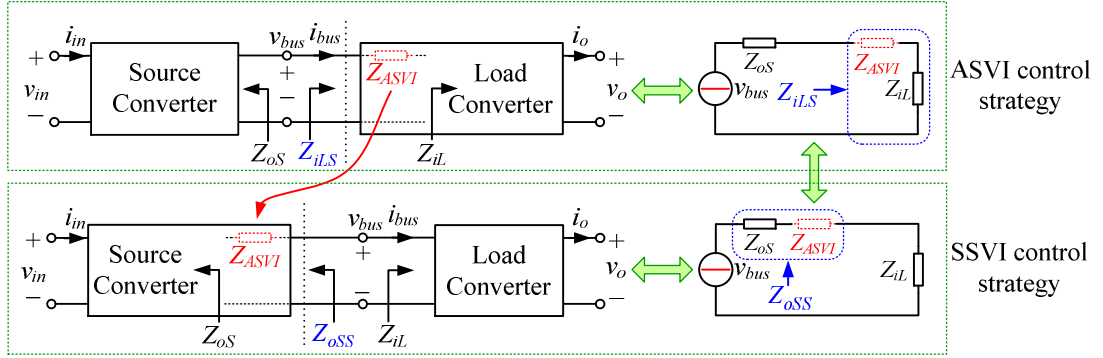 i_in
v_bus
i_bus
i_o
+
+
+
Z_ASVI
Z_oS
Source
Converter
Load
Converter
v_in
v_o
v_bus
Z_ASVI
Z_iLS
Z_iL
ASVI control
strategy
−
−
−
Z_oS
Z_iLS
Z_iL
i_in
v_bus
i_bus
i_o
+
+
+
Z_ASVI
Source
Converter
Load
Converter
v_in
v_o
Z_oS
Z_ASVI
v_bus
Z_iL
Z_oSS
SSVI control
strategy
−
−
−
Z_oS
Z_oSS
Z_iL